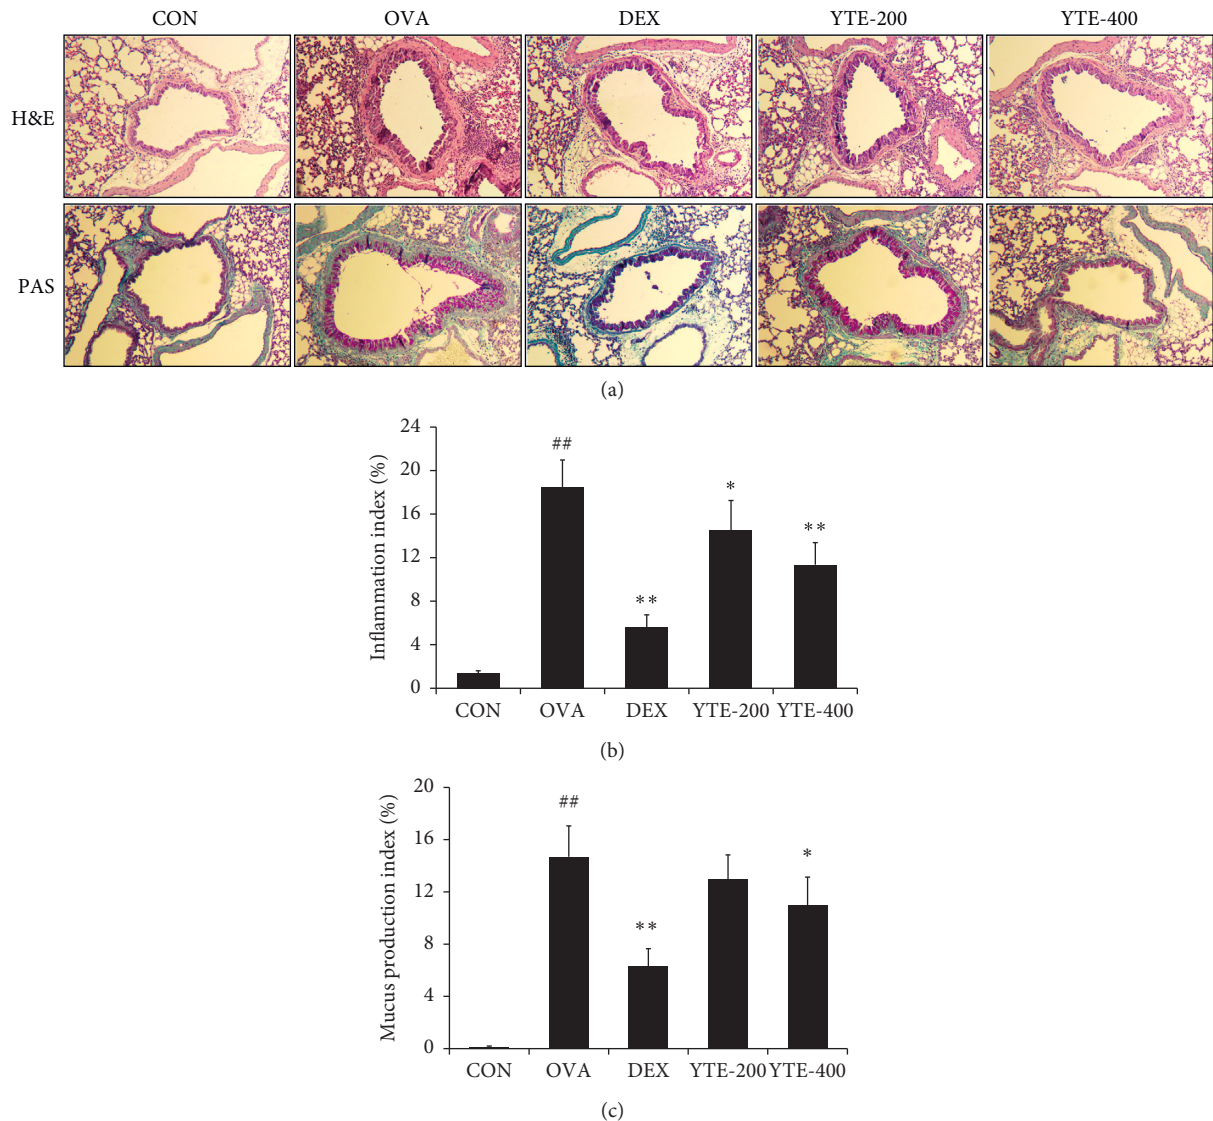 CON OVA DEX YTE-200 YTE-400
H&E
PAS
(a)
Inflammation index (%)
24
20
16
12
8
4
0
##
**
*
**
CON OVA DEX YTE-200 YTE-400
(b)
Mucus production index (%)
20
16
12
8
4
0
##
**
*
CON OVA DEX YTE-200 YTE-400
(c)